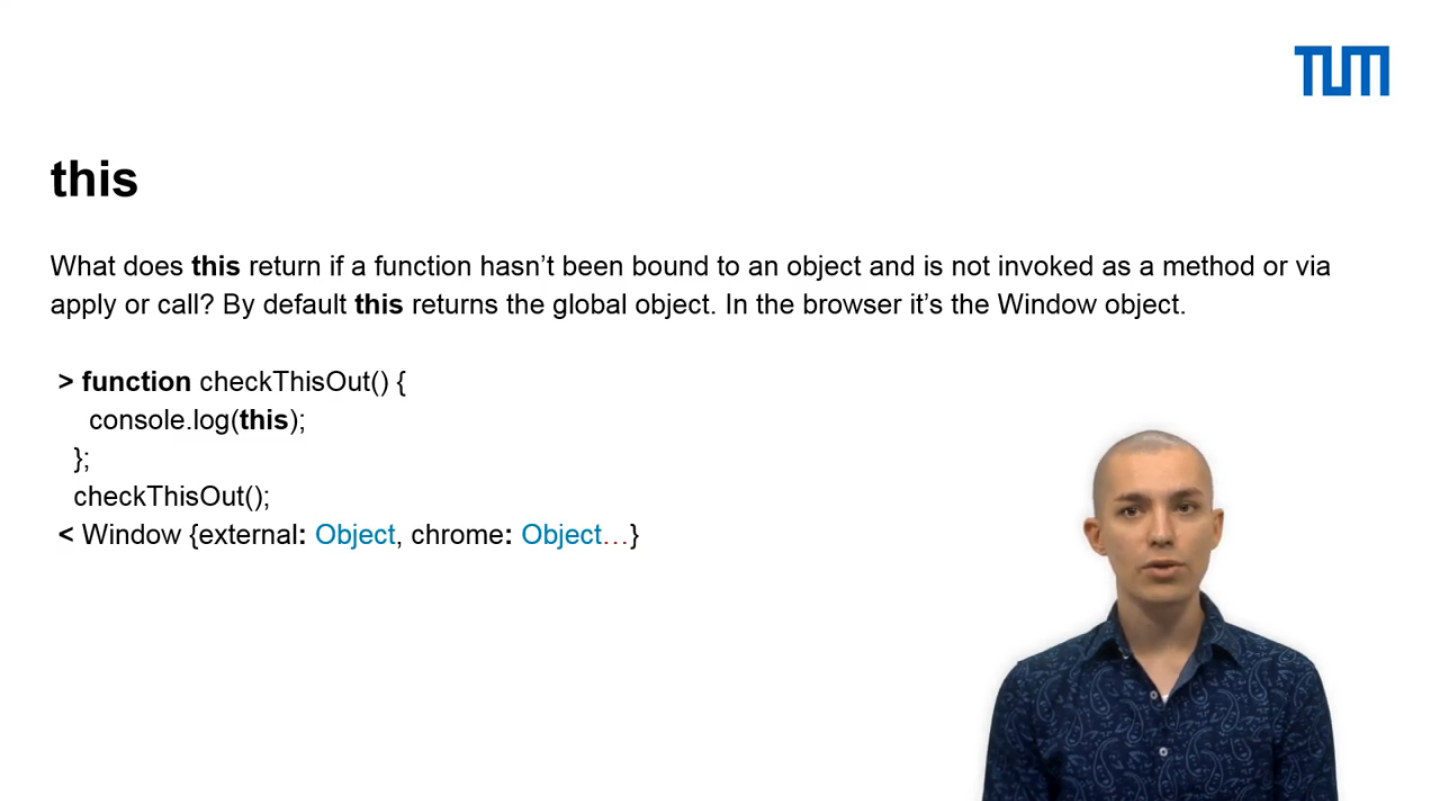 TUM
this
What does this return if a function hasn’t been bound to an object and is not invoked as a method or via
apply or call? By default this returns the global object. In the browser it’s the Window object.
> function checkThisOut() {
console.log(this);
};
checkThisOut();
< Window {external: Object, chrome: Object…}